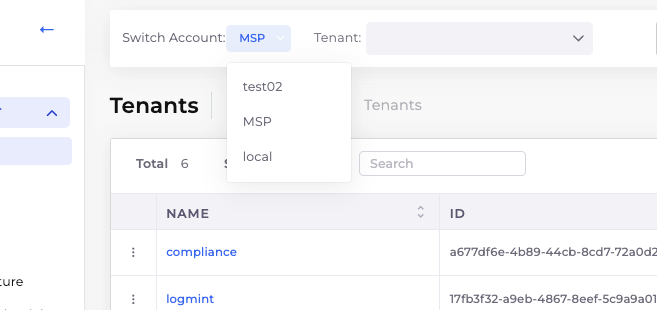 Switch Account: MSP Tenant:
test02
MSP
local
Tenants Tenants
Total 6 Search
NAME ID
compliance a677df6e-4b89-44cb-8cd7-72a0d2
logmint 17fb3f32-a9eb-4867-8eef-5c9a9a01
ture